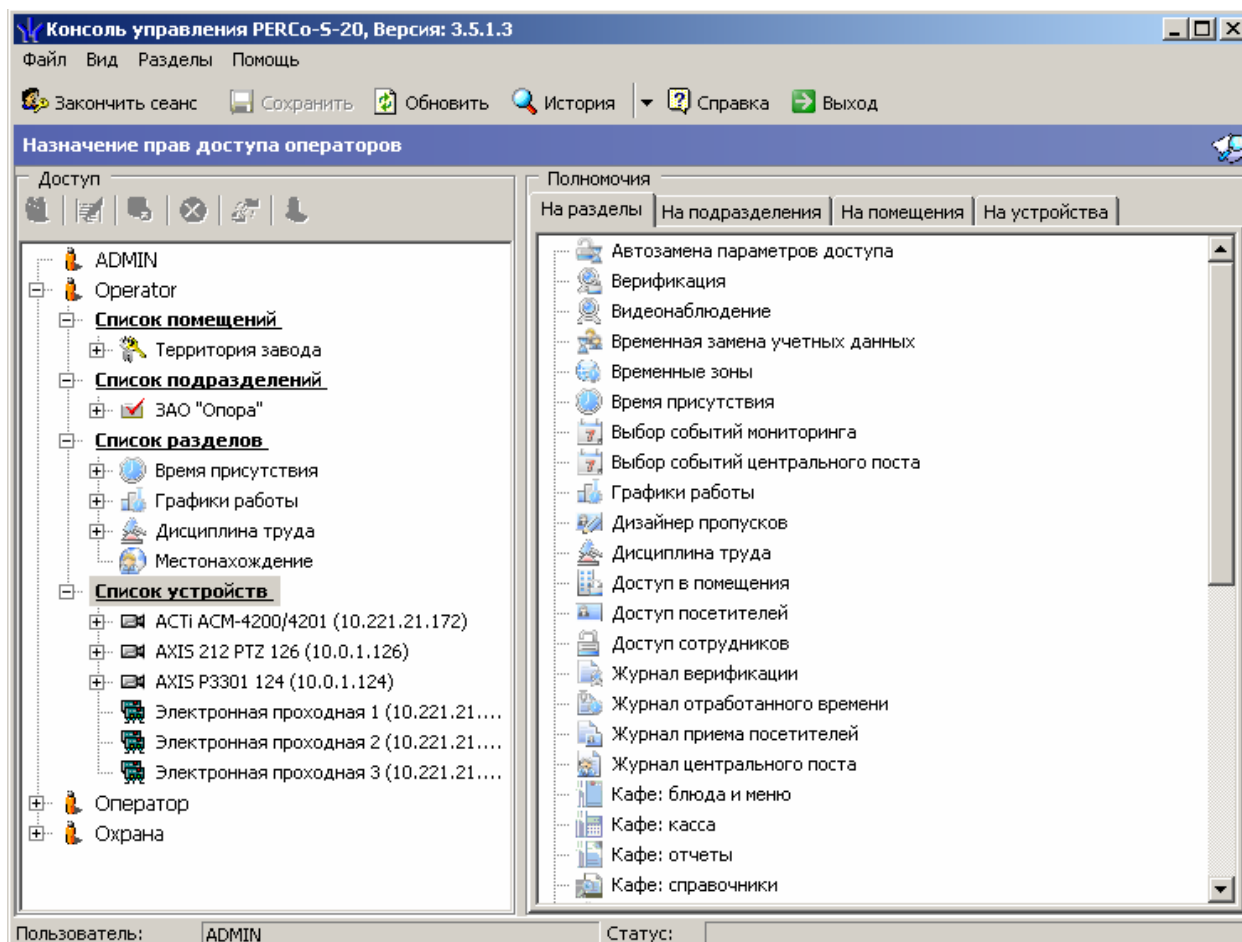 Консоль управления PERCo-S-20, Версия: 3.5.1.3
Файл Вид Разделы Помощь
Закончить сеанс Сохранить Обновить История Справка Выход
Назначение прав доступа операторов
Доступ
ADMIN
Operator
Список помещений
Территория завода
Список подразделений
ЗАО "Опора"
Список разделов
Время присутствия
Графики работы
Дисциплина труда
Местонахождение
Список устройств
ACTi ACM-4200/4201 (10.221.21.172)
AXIS 212 PTZ 126 (10.0.1.126)
AXIS P3301 124 (10.0.1.124)
Электронная проходная 1 (10.221.21....
Электронная проходная 2 (10.221.21....
Электронная проходная 3 (10.221.21....
Оператор
Охрана
Полномочия
На разделы На подразделения На помещения На устройства
Автозамена параметров доступа
Верификация
Видеонаблюдение
Временная замена учетных данных
Временные зоны
Время присутствия
Выбор событий мониторинга
Выбор событий центрального поста
Графики работы
Дизайнер пропусков
Дисциплина труда
Доступ в помещения
Доступ посетителей
Доступ сотрудников
Журнал верификации
Журнал отработанного времени
Журнал приема посетителей
Журнал центрального поста
Кафе: блюда и меню
Кафе: касса
Кафе: отчеты
Кафе: справочники
Пользователь: ADMIN Статус: